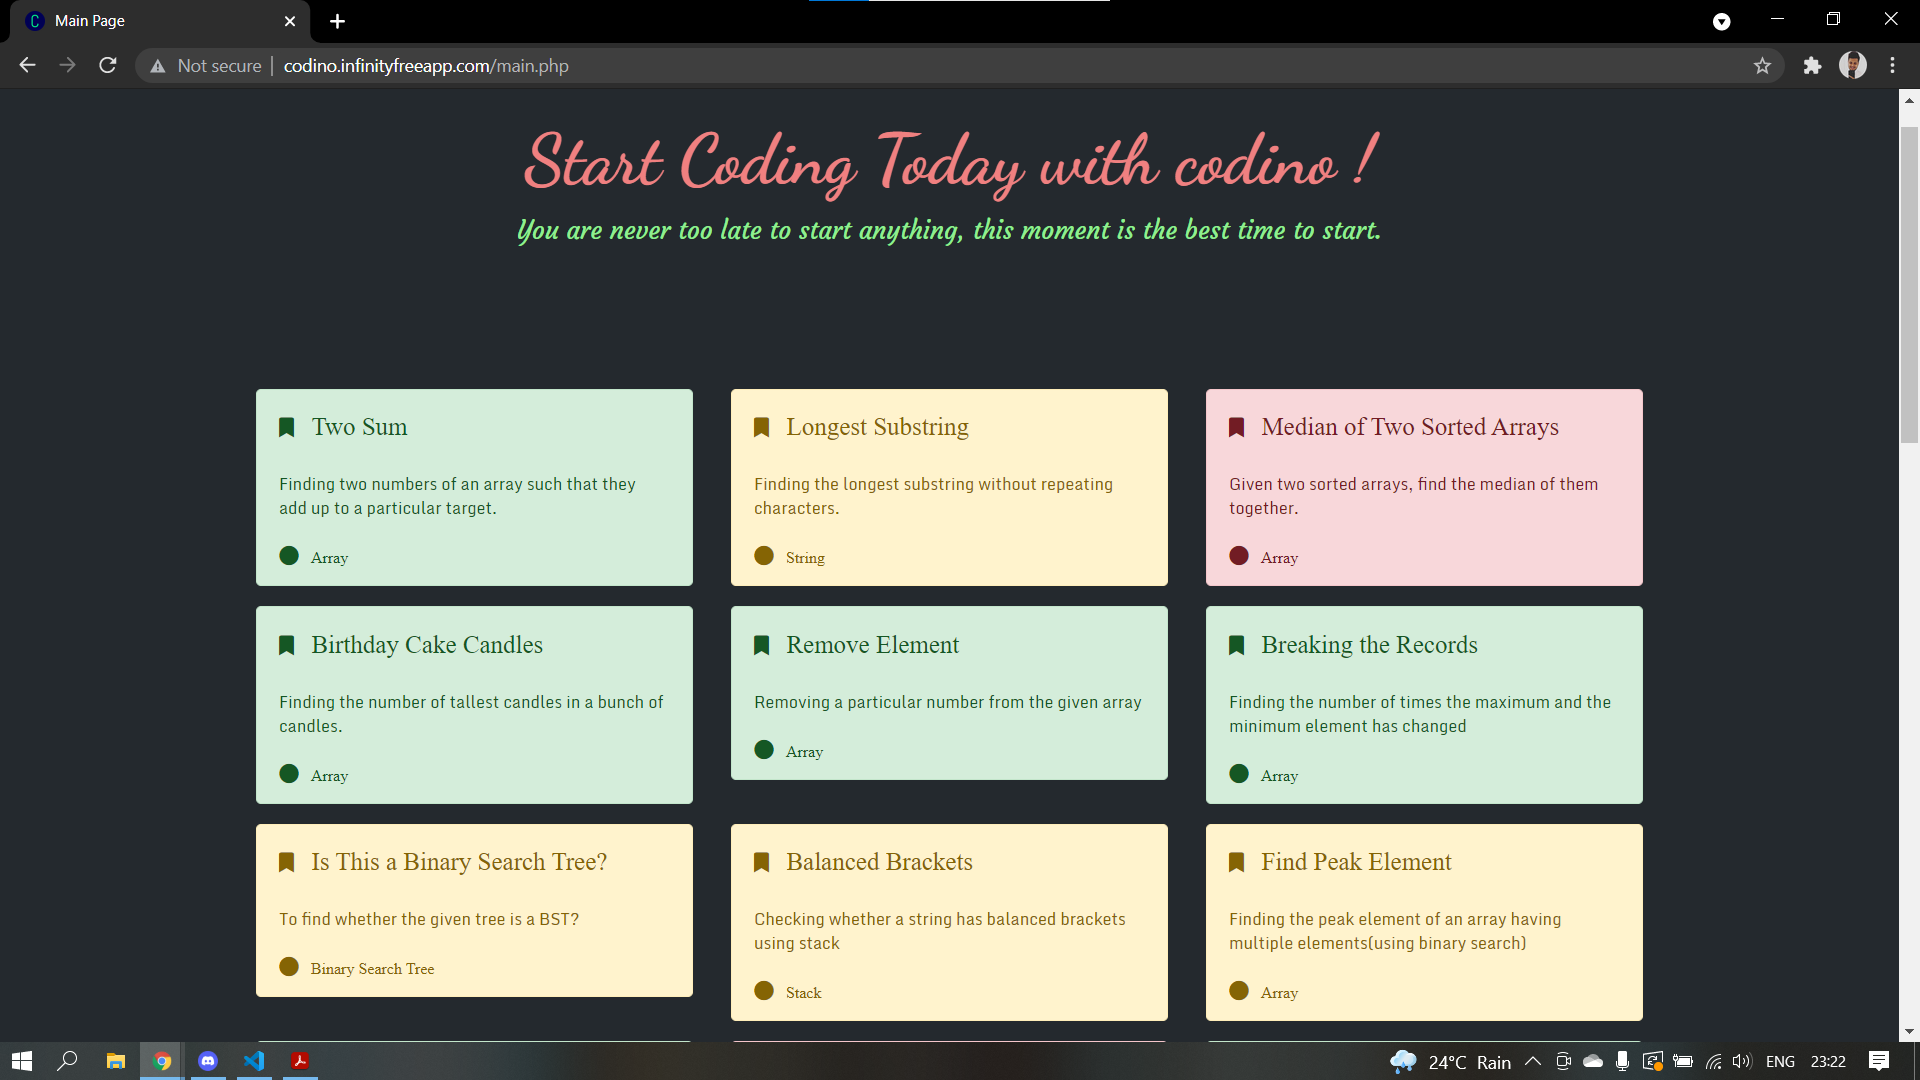 Main Page
Not secure codino.infinityfreeapp.com/main.php
Start Coding Today with codino !
You are never too late to start anything, this moment is the best time to start.
Two Sum
Finding two numbers of an array such that they
add up to a particular target.
Array
Longest Substring
Finding the longest substring without repeating
characters.
String
Median of Two Sorted Arrays
Given two sorted arrays, find the median of them
together.
Array
Birthday Cake Candles
Finding the number of tallest candles in a bunch of
candles.
Array
Remove Element
Removing a particular number from the given array
Array
Breaking the Records
Finding the number of times the maximum and the
minimum element has changed
Array
Is This a Binary Search Tree?
To find whether the given tree is a BST?
Binary Search Tree
Balanced Brackets
Checking whether a string has balanced brackets
using stack
Stack
Find Peak Element
Finding the peak element of an array having
multiple elements(using binary search)
Array
24°C Rain ENG 23:22